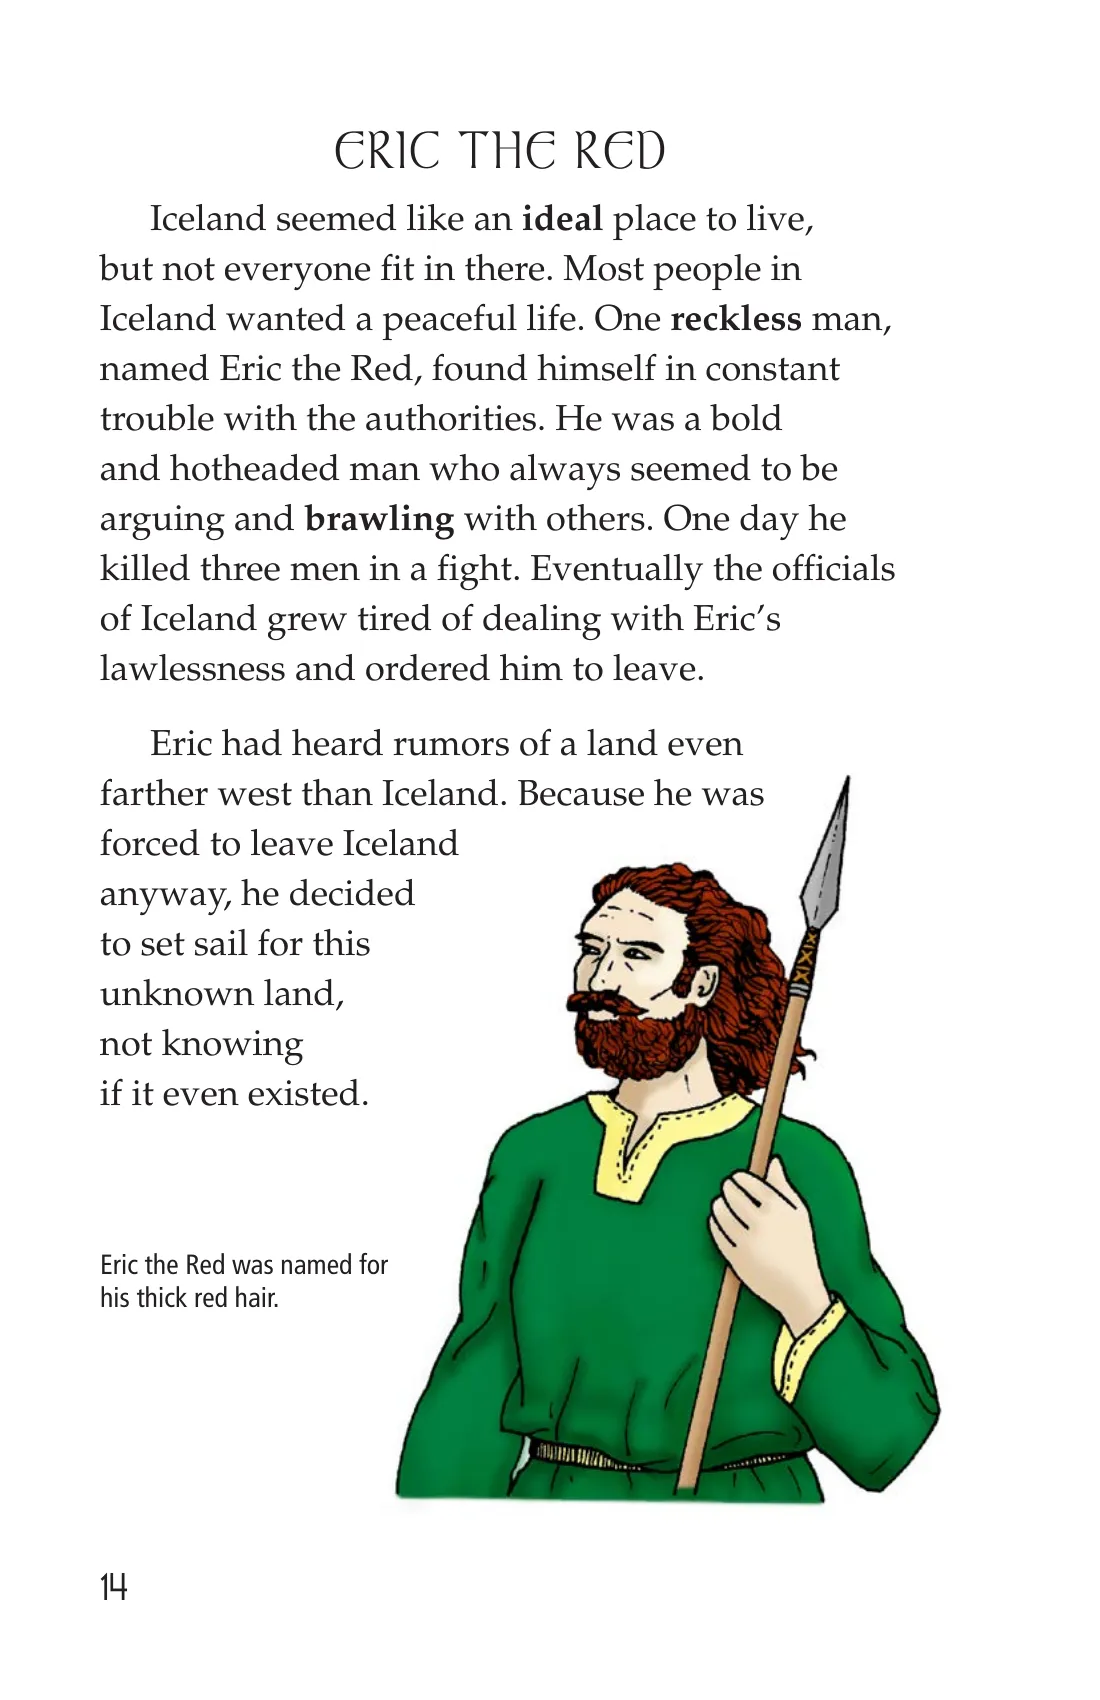 ERIC THE RED
Iceland seemed like an ideal place to live,
but not everyone fit in there. Most people in
Iceland wanted a peaceful life. One reckless man,
named Eric the Red, found himself in constant
trouble with the authorities. He was a bold
and hotheaded man who always seemed to be
arguing and brawling with others. One day he
killed three men in a fight. Eventually the officials
of Iceland grew tired of dealing with Eric’s
lawlessness and ordered him to leave.
Eric had heard rumors of a land even
farther west than Iceland. Because he was
forced to leave Iceland
anyway, he decided
to set sail for this
unknown land,
not knowing
if it even existed.
Eric the Red was named for
his thick red hair.
14